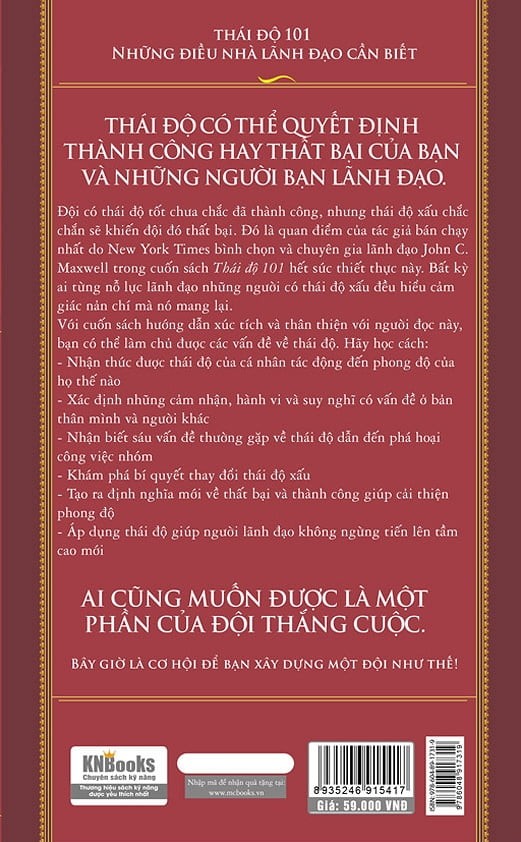 THÁI ĐỘ 101
NHỮNG ĐIỀU NHÀ LÃNH ĐẠO CẦN BIẾT
THÁI ĐỘ CÓ THỂ QUYẾT ĐỊNH
THÀNH CÔNG HAY THẤT BẠI CỦA BẠN
VÀ NHỮNG NGƯỜI BẠN LÃNH ĐẠO.
Đội có thái độ tốt chưa chắc đã thành công, nhưng thái độ xấu chắc
chắn sẽ khiến đội đó thất bại. Đó là quan điểm của tác giả bán chạy
nhất do New York Times bình chọn và chuyên gia lãnh đạo John C.
Maxwell trong cuốn sách Thái độ 101 hết sức thiết thực này. Bất kỳ
ai từng nỗ lực lãnh đạo những người có thái độ xấu đều hiểu cảm
giác nản chí mà nó mang lại.
Với cuốn sách hướng dẫn xúc tích và thân thiện với người đọc này,
bạn có thể làm chủ được các vấn đề về thái độ. Hãy học cách:
- Nhận thức được thái độ của cá nhân tác động đến phong độ của
họ thế nào
- Xác định những cảm nhận, hành vi và suy nghĩ có vấn đề ở bản
thân mình và người khác
- Nhận biết sáu vấn đề thường gặp về thái độ dẫn đến phá hoại
công việc nhóm
- Khám phá bí quyết thay đổi thái độ xấu
- Tạo ra định nghĩa mới về thất bại và thành công giúp cải thiện
phong độ
- Áp dụng thái độ giúp người lãnh đạo không ngừng tiến lên tầm
cao mới
AI CŨNG MUỐN ĐƯỢC LÀ MỘT
PHẦN CỦA ĐỘI THẮNG CUỘC.
BÂY GIỜ LÀ CƠ HỘI ĐỂ BẠN XÂY DỰNG MỘT ĐỘI NHƯ THẾ!
KNBooks
Chuyên sách kỹ năng
Thương hiệu sách kỹ năng
được yêu thích nhất!
Nhập mã để nhận quà tặng tại:
www.mcbooks.vn
8935246915417
Giá: 59.000 VNĐ
ISBN: 978-604-89-1731-9
9786048917319